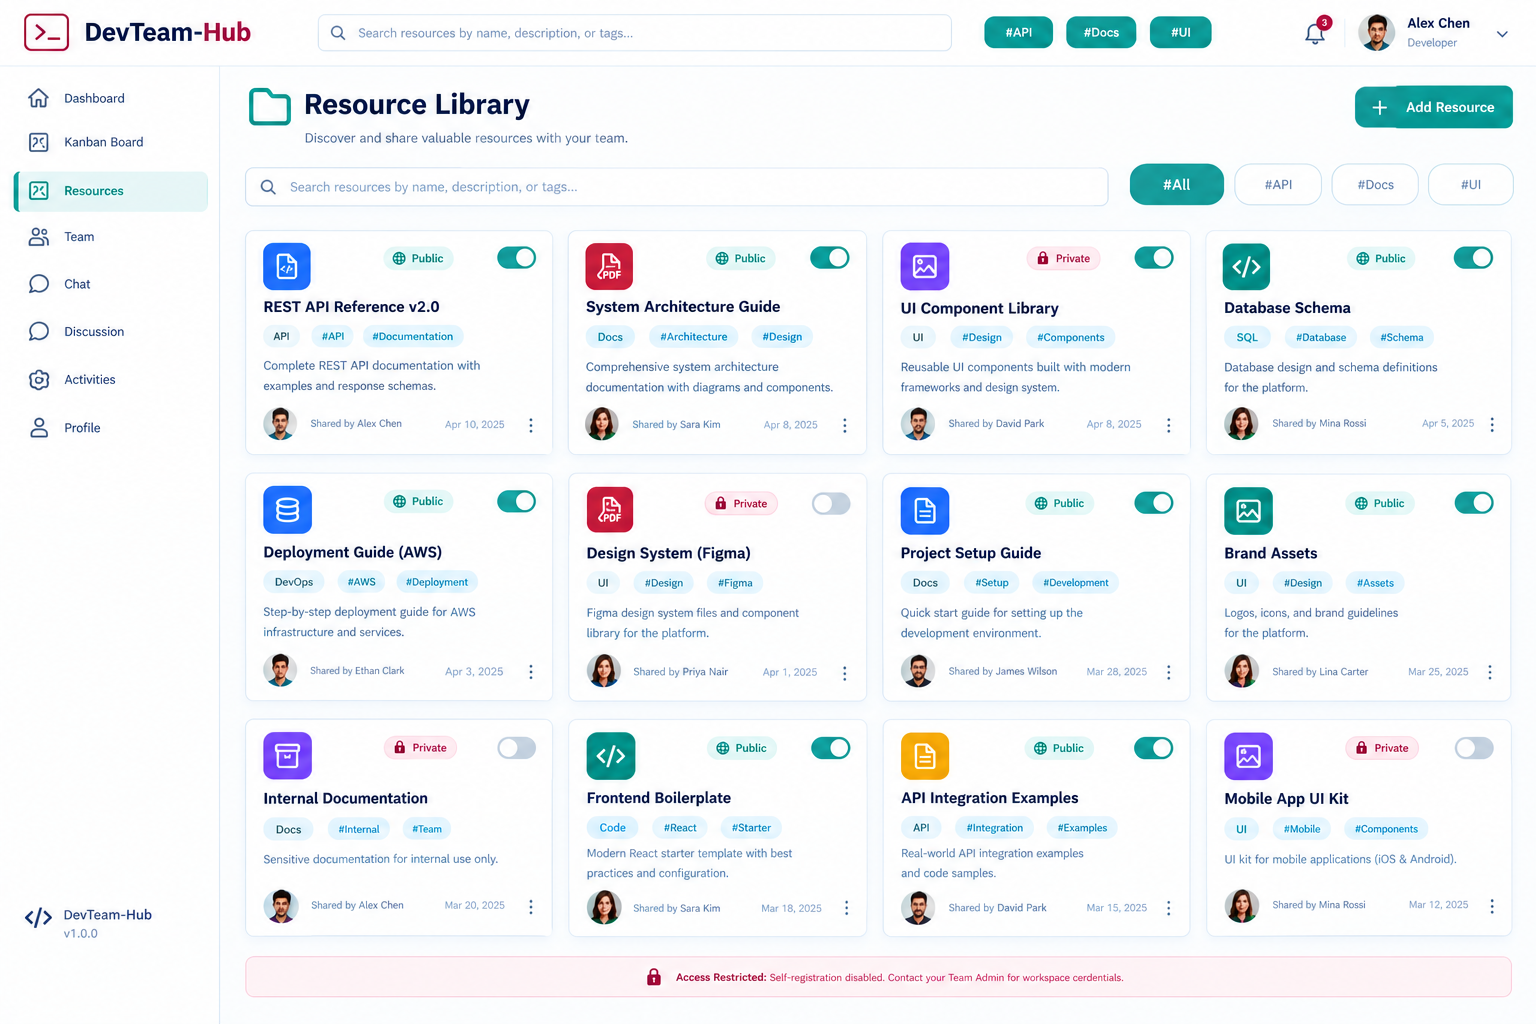 DevTeam-Hub
Search resources by name, description, or tags...
#API
#Docs
#UI
3
Alex Chen
Developer
Dashboard
Kanban Board
Resources
Team
Chat
Discussion
Activities
Profile
DevTeam-Hub
v1.0.0
Resource Library
Discover and share valuable resources with your team.
+ Add Resource
Search resources by name, description, or tags...
#All
#API
#Docs
#UI
Public
REST API Reference v2.0
API #API #Documentation
Complete REST API documentation with
examples and response schemas.
Shared by Alex Chen Apr 10, 2025
PDF
Public
System Architecture Guide
Docs #Architecture #Design
Comprehensive system architecture
documentation with diagrams and components.
Shared by Sara Kim Apr 8, 2025
Private
UI Component Library
UI #Design #Components
Reusable UI components built with modern
frameworks and design system.
Shared by David Park Apr 8, 2025
Public
Database Schema
SQL #Database #Schema
Database design and schema definitions
for the platform.
Shared by Mina Rossi Apr 5, 2025
Public
Deployment Guide (AWS)
DevOps #AWS #Deployment
Step-by-step deployment guide for AWS
infrastructure and services.
Shared by Ethan Clark Apr 3, 2025
PDF
Private
Design System (Figma)
UI #Design #Figma
Figma design system files and component
library for the platform.
Shared by Priya Nair Apr 1, 2025
Public
Project Setup Guide
Docs #Setup #Development
Quick start guide for setting up the
development environment.
Shared by James Wilson Mar 28, 2025
Public
Brand Assets
UI #Design #Assets
Logos, icons, and brand guidelines
for the platform.
Shared by Lina Carter Mar 25, 2025
Private
Internal Documentation
Docs #Internal #Team
Sensitive documentation for internal use only.
Shared by Alex Chen Mar 20, 2025
Public
Frontend Boilerplate
Code #React #Starter
Modern React starter template with best
practices and configuration.
Shared by Sara Kim Mar 18, 2025
Public
API Integration Examples
API #Integration #Examples
Real-world API integration examples
and code samples.
Shared by David Park Mar 15, 2025
Private
Mobile App UI Kit
UI #Mobile #Components
UI kit for mobile applications (iOS & Android).
Shared by Mina Rossi Mar 12, 2025
Access Restricted: Self-registration disabled. Contact your Team Admin for workspace cerdentials.